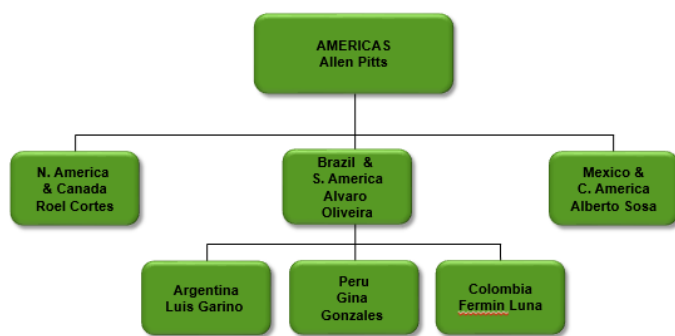 AMERICAS
Allen Pitts
N. America
& Canada
Roel Cortes
Brazil &
S. America
Alvaro
Oliveira
Mexico &
C. America
Alberto Sosa
Argentina
Luis Garino
Peru
Gina
Gonzales
Colombia
Fermin Luna